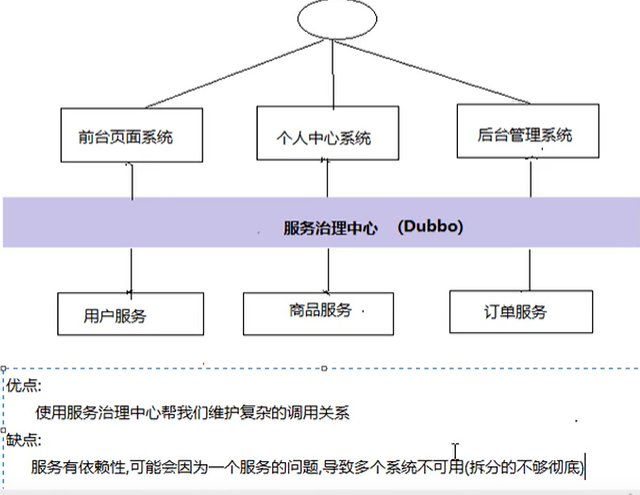 前台页面系统
个人中心系统
后台管理系统
服务治理中心 (Dubbo)
用户服务
商品服务
订单服务
优点:
使用服务治理中心帮我们维护复杂的调用关系
缺点:
服务有依赖性,可能会因为一个服务的问题,导致多个系统不可用(拆分的不够彻底)